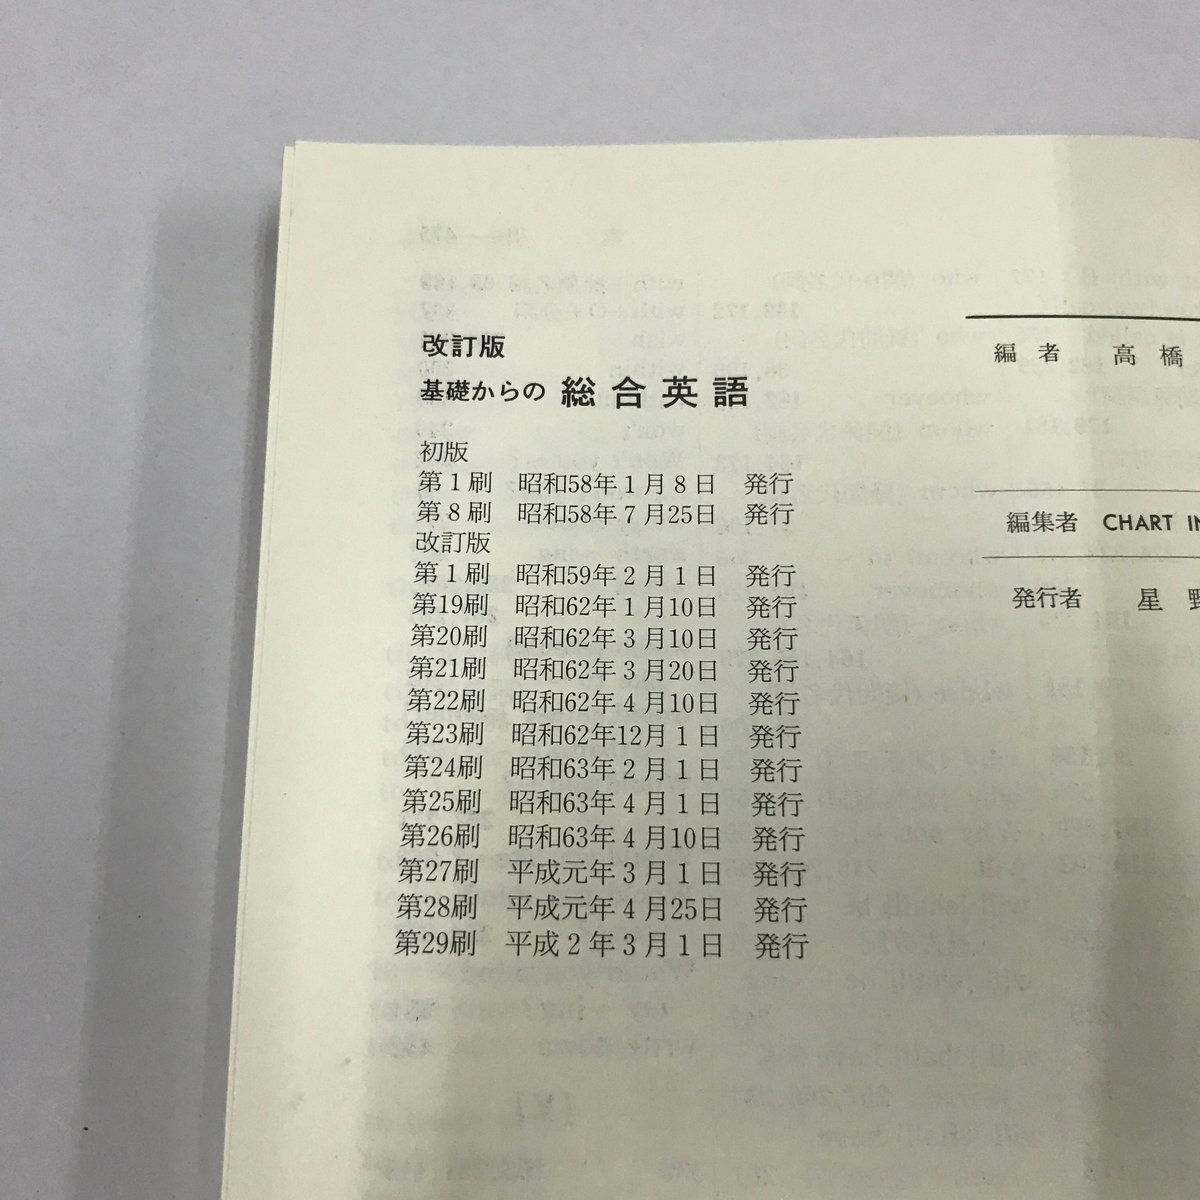 改訂版
基礎からの 総合英語
初版
第1刷 昭和58年1月8日 発行
第8刷 昭和58年7月25日 発行
改訂版
第1刷 昭和59年2月1日 発行
第19刷 昭和62年1月10日 発行
第20刷 昭和62年3月10日 発行
第21刷 昭和62年3月20日 発行
第22刷 昭和62年4月10日 発行
第23刷 昭和62年12月1日 発行
第24刷 昭和63年2月1日 発行
第25刷 昭和63年4月1日 発行
第26刷 昭和63年4月10日 発行
第27刷 平成元年3月1日 発行
第28刷 平成元年4月25日 発行
第29刷 平成2年3月1日 発行
編者 高橋
編集者 CHART IN
発行者 星野